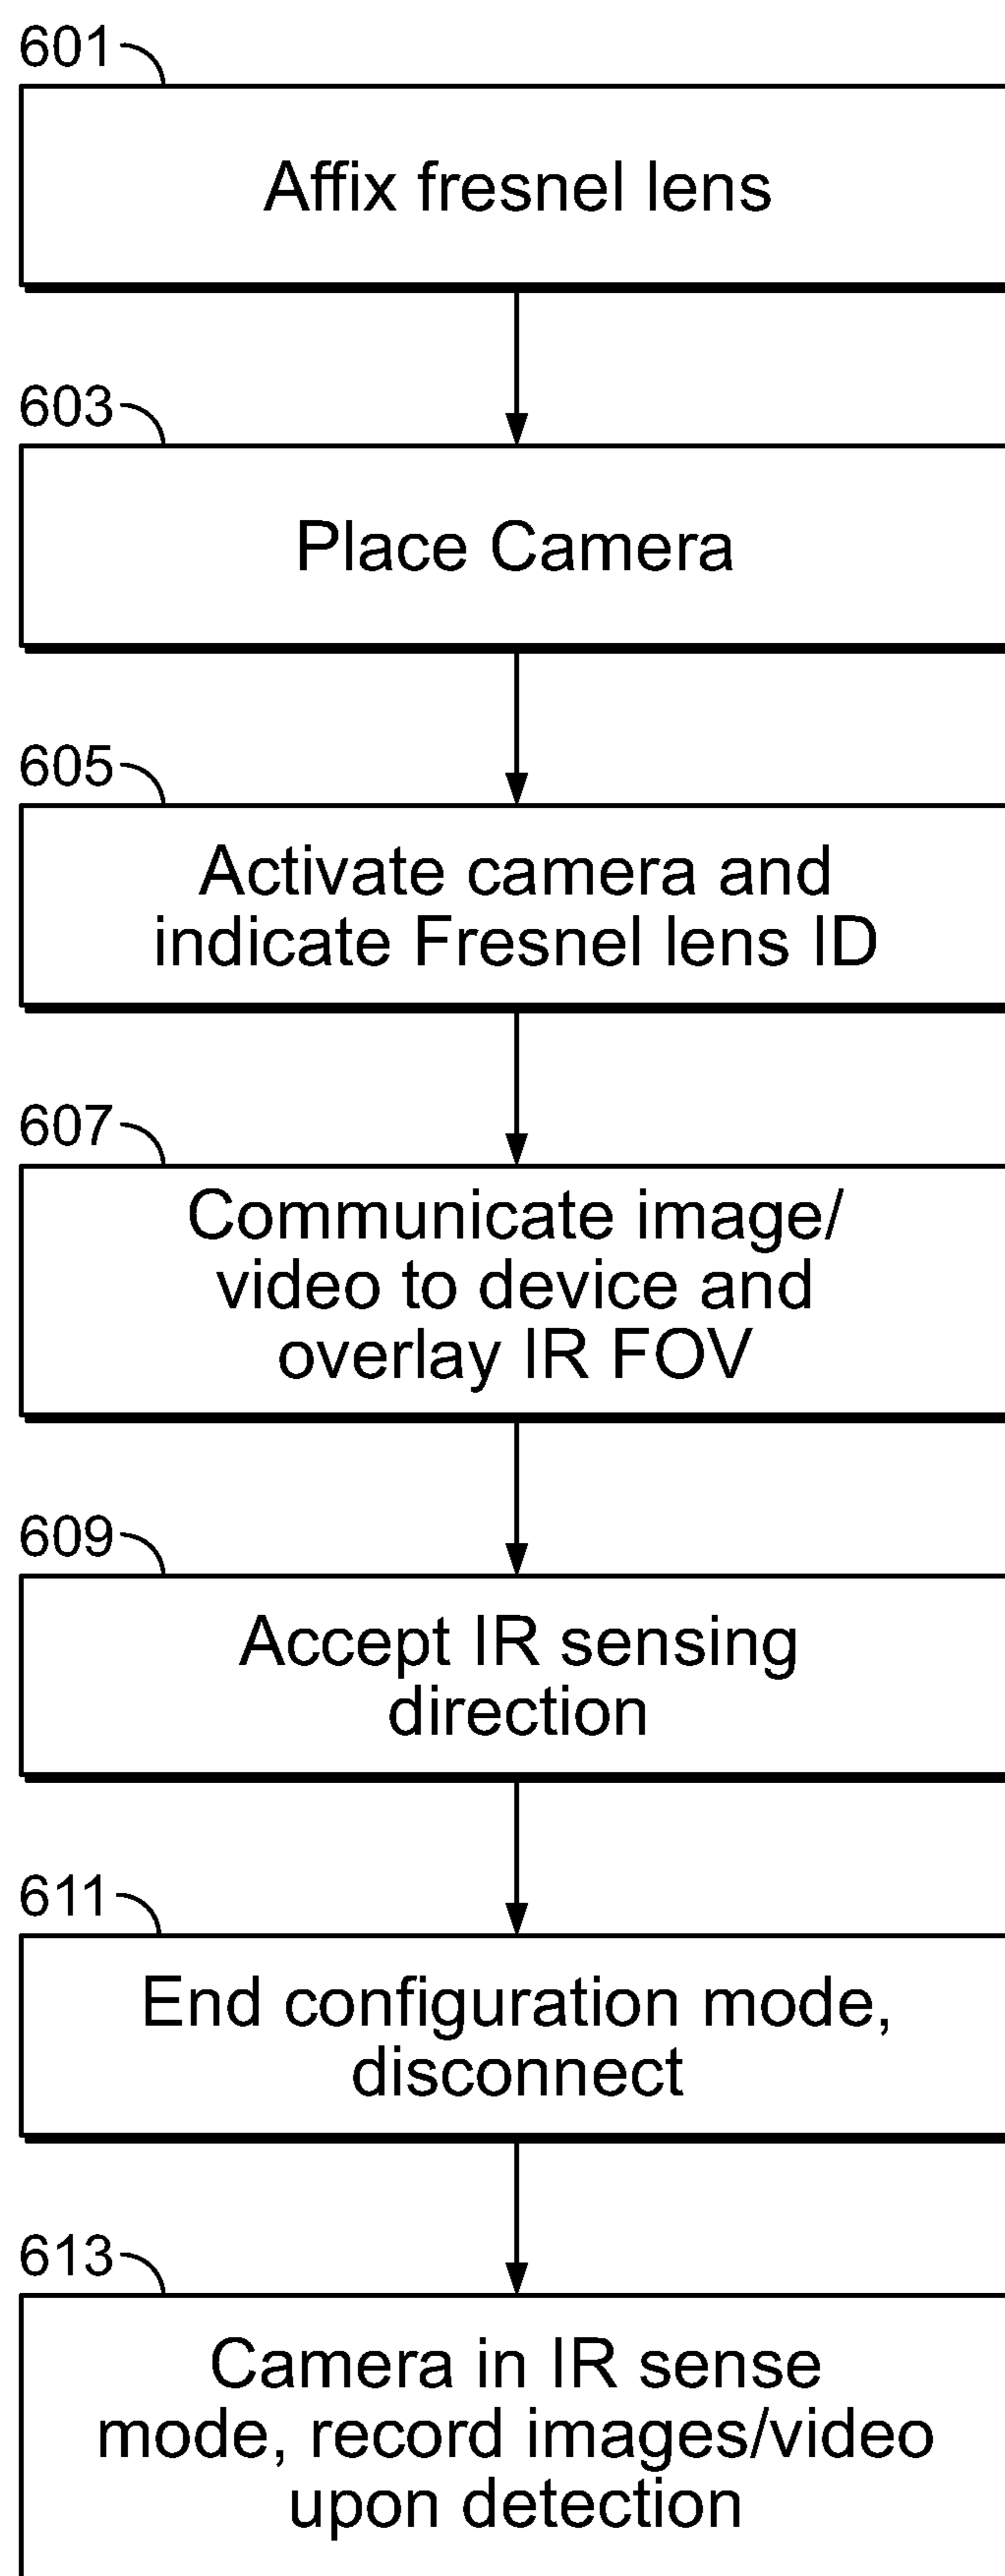 601
Affix fresnel lens
603
Place Camera
605
Activate camera and
indicate Fresnel lens ID
607
Communicate image/
video to device and
overlay IR FOV
609
Accept IR sensing
direction
611
End configuration mode,
disconnect
613
Camera in IR sense
mode, record images/video
upon detection